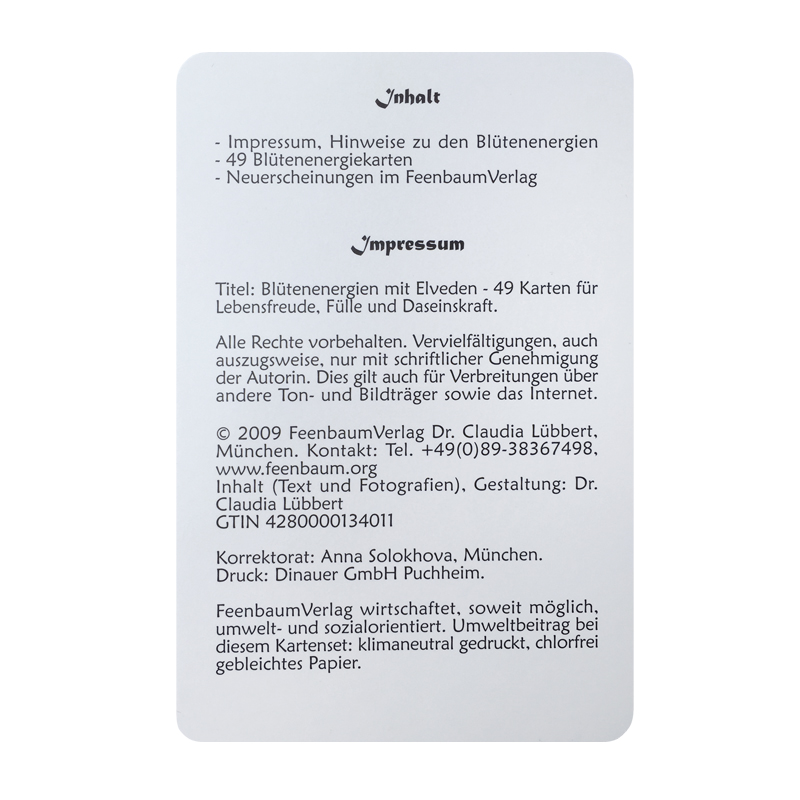 Inhalt
- Impressum, Hinweise zu den Blütenenergien
- 49 Blütenenergiekarten
- Neuerscheinungen im FeenbaumVerlag
Impressum
Titel: Blütenenergien mit Elveden - 49 Karten für
Lebensfreude, Fülle und Daseinskraft.
Alle Rechte vorbehalten. Vervielfältigungen, auch
auszugsweise, nur mit schriftlicher Genehmigung
der Autorin. Dies gilt auch für Verbreitungen über
andere Ton- und Bildträger sowie das Internet.
© 2009 FeenbaumVerlag Dr. Claudia Lübbert,
München. Kontakt: Tel. +49(0)89-38367498,
www.feenbaum.org
Inhalt (Text und Fotografien), Gestaltung: Dr.
Claudia Lübbert
GTIN 4280000134011
Korrektorat: Anna Solokhova, München.
Druck: Dinauer GmbH Puchheim.
FeenbaumVerlag wirtschaftet, soweit möglich,
umwelt- und sozialorientiert. Umweltbeitrag bei
diesem Kartenset: klimaneutral gedruckt, chlorfrei
gebleichtes Papier.